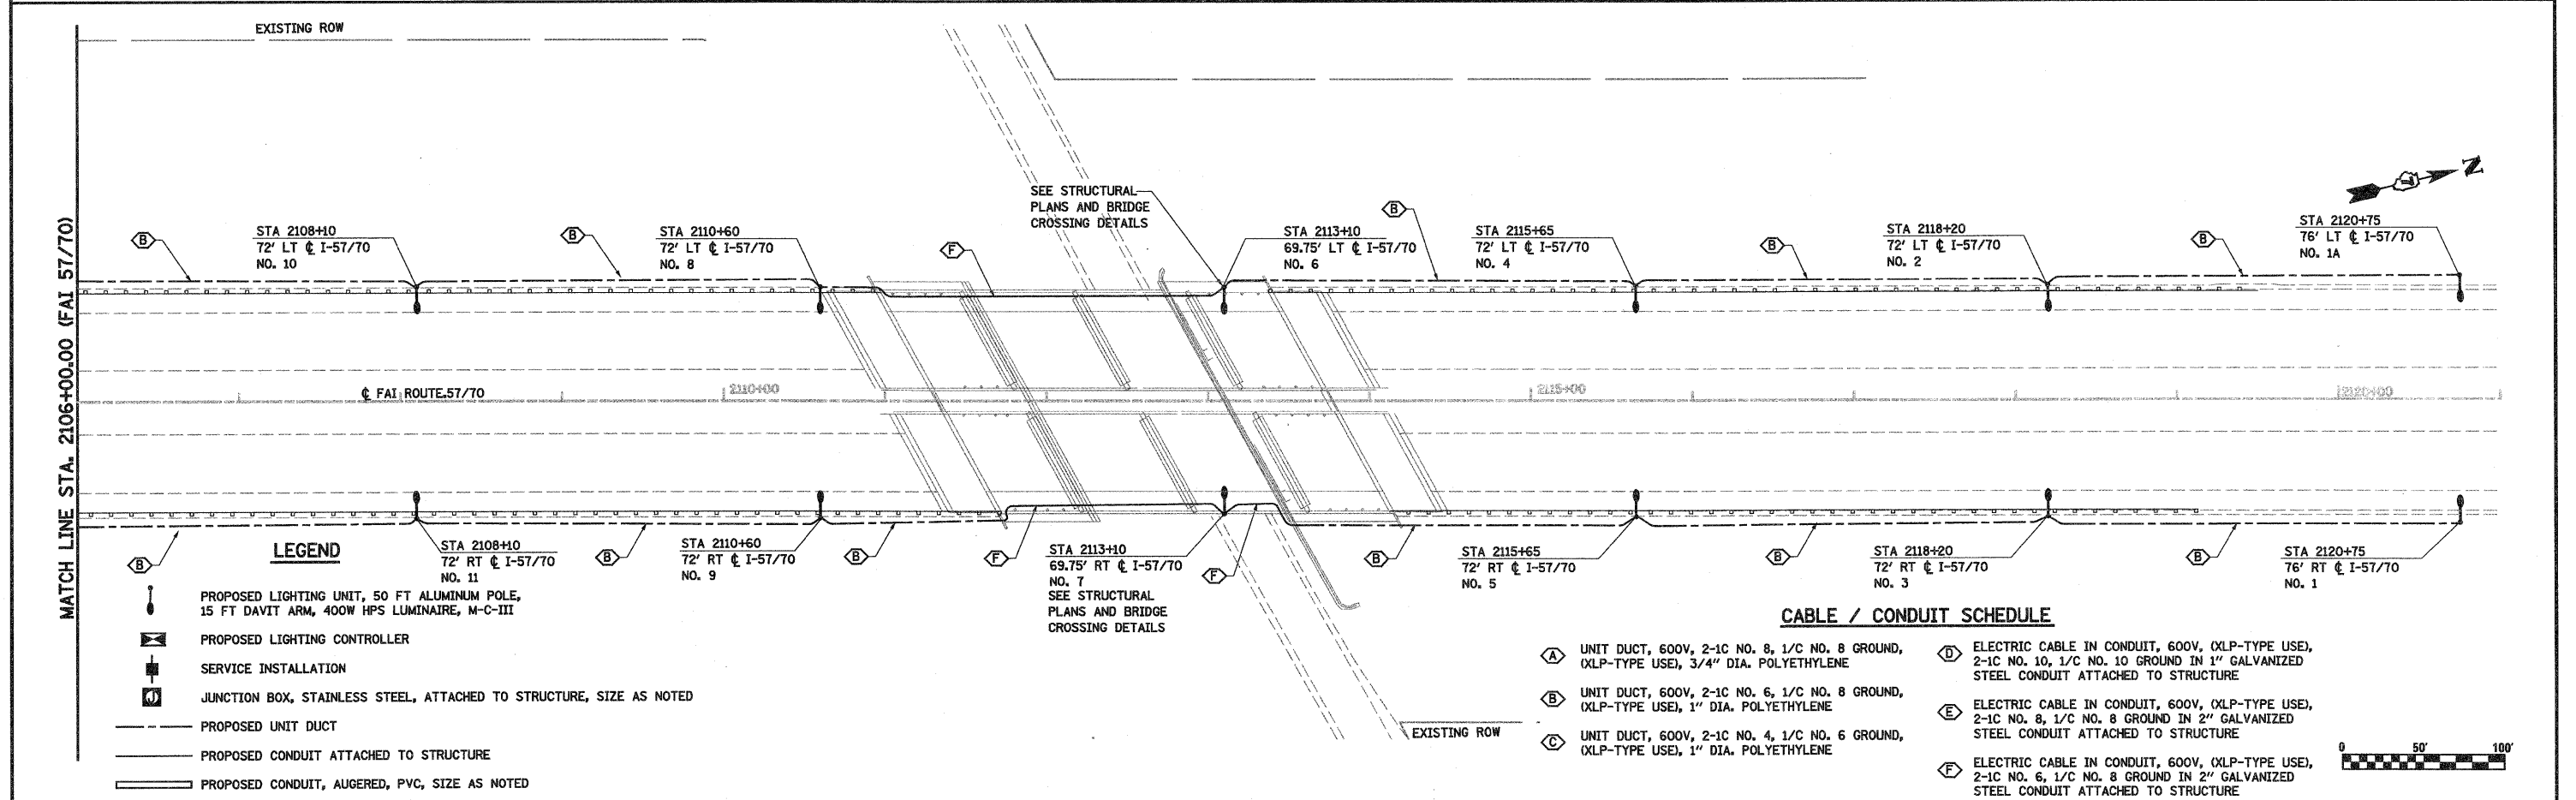 EXISTING ROW
SEE STRUCTURAL
PLANS AND BRIDGE
CROSSING DETAILS
N
MATCH LINE STA. 2106+00.00 (FAI 57/70)
B
STA 2108+10
72' LT ℄ I-57/70
NO. 10
B
STA 2110+60
72' LT ℄ I-57/70
NO. 8
F
STA 2113+10
69.75' LT ℄ I-57/70
NO. 6
B
STA 2115+65
72' LT ℄ I-57/70
NO. 4
B
STA 2118+20
72' LT ℄ I-57/70
NO. 2
B
STA 2120+75
76' LT ℄ I-57/70
NO. 1A
℄ FAI ROUTE 57/70
2110+00
2115+00
2120+00
B
STA 2108+10
72' RT ℄ I-57/70
NO. 11
B
STA 2110+60
72' RT ℄ I-57/70
NO. 9
B
F
STA 2113+10
69.75' RT ℄ I-57/70
NO. 7
SEE STRUCTURAL
PLANS AND BRIDGE
CROSSING DETAILS
F
B
STA 2115+65
72' RT ℄ I-57/70
NO. 5
B
STA 2118+20
72' RT ℄ I-57/70
NO. 3
B
STA 2120+75
76' RT ℄ I-57/70
NO. 1
LEGEND
PROPOSED LIGHTING UNIT, 50 FT ALUMINUM POLE,
15 FT DAVIT ARM, 400W HPS LUMINAIRE, M-C-III
PROPOSED LIGHTING CONTROLLER
SERVICE INSTALLATION
J JUNCTION BOX, STAINLESS STEEL, ATTACHED TO STRUCTURE, SIZE AS NOTED
PROPOSED UNIT DUCT
PROPOSED CONDUIT ATTACHED TO STRUCTURE
PROPOSED CONDUIT, AUGERED, PVC, SIZE AS NOTED
EXISTING ROW
CABLE / CONDUIT SCHEDULE
A UNIT DUCT, 600V, 2-1C NO. 8, 1/C NO. 8 GROUND,
(XLP-TYPE USE), 3/4" DIA. POLYETHYLENE
B UNIT DUCT, 600V, 2-1C NO. 6, 1/C NO. 8 GROUND,
(XLP-TYPE USE), 1" DIA. POLYETHYLENE
C UNIT DUCT, 600V, 2-1C NO. 4, 1/C NO. 6 GROUND,
(XLP-TYPE USE), 1" DIA. POLYETHYLENE
D ELECTRIC CABLE IN CONDUIT, 600V, (XLP-TYPE USE),
2-1C NO. 10, 1/C NO. 10 GROUND IN 1" GALVANIZED
STEEL CONDUIT ATTACHED TO STRUCTURE
E ELECTRIC CABLE IN CONDUIT, 600V, (XLP-TYPE USE),
2-1C NO. 8, 1/C NO. 8 GROUND IN 2" GALVANIZED
STEEL CONDUIT ATTACHED TO STRUCTURE
F ELECTRIC CABLE IN CONDUIT, 600V, (XLP-TYPE USE),
2-1C NO. 6, 1/C NO. 8 GROUND IN 2" GALVANIZED
STEEL CONDUIT ATTACHED TO STRUCTURE
0 50' 100'